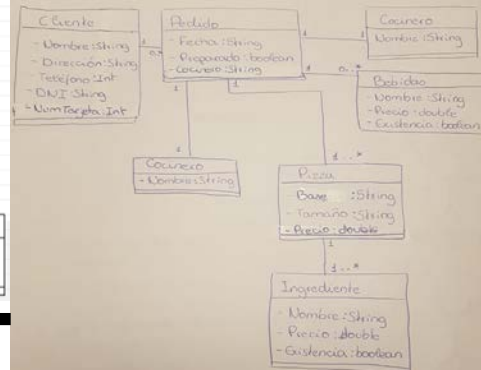 Cliente
- Nombre:String
- Dirección:String
- Teléfono:Int
- DNI:String
- NumTarjeta:Int
1
0..*
Pedido
- Fecha:String
- Preparado:boolean
- Cocinero:String
1
1
Cocinero
Nombre:String
1
0..*
Bebidas
- Nombre:String
- Precio:double
- Existencia:boolean
1
1
1
Cocinero
- Nombre:String
1..*
Pizza
Base :String
- Tamaño:String
- Precio:double
1
1..*
Ingrediente
- Nombre:String
- Precio:double
- Existencia:boolean